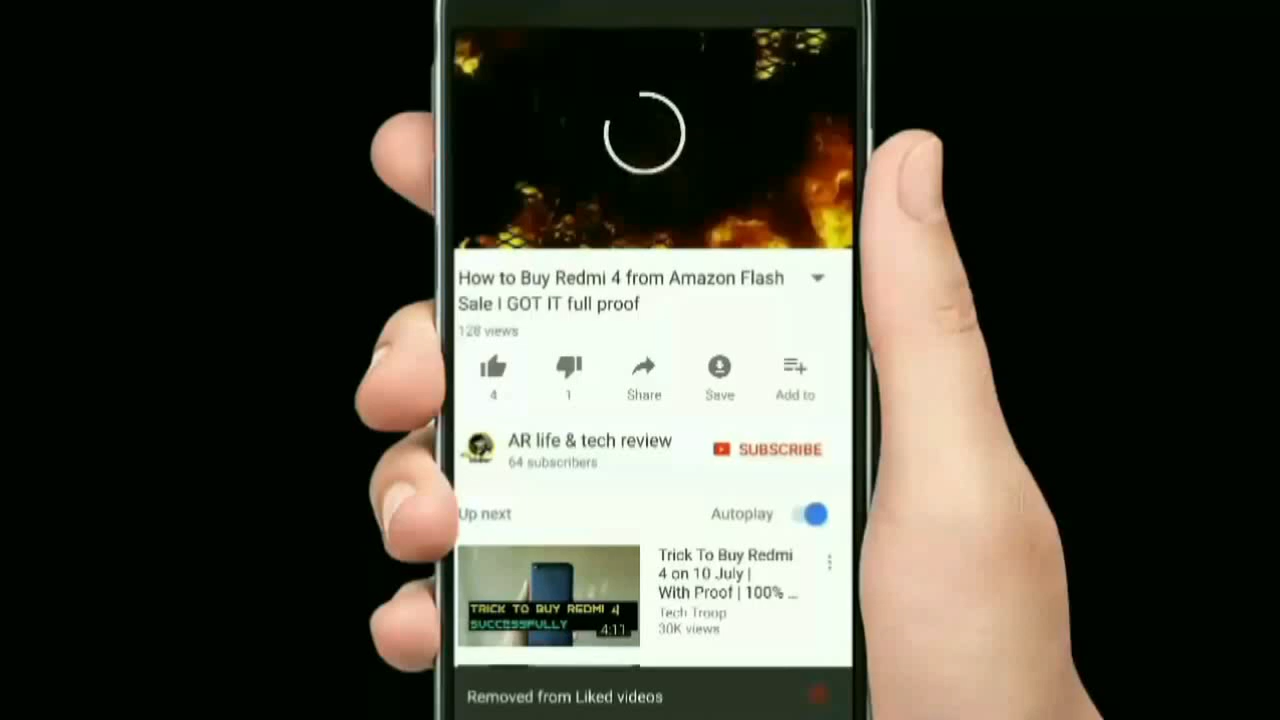 How to Buy Redmi 4 from Amazon Flash
Sale I GOT IT full proof
128 views
4
1
Share
Save
Add to
AR life & tech review
64 subscribers
SUBSCRIBE
Up next
Autoplay
TRICK TO BUY REDMI 4
SUCCESSFULLY
4:11
Trick To Buy Redmi
4 on 10 July |
With Proof | 100% ...
Tech Troop
30K views
Removed from Liked videos